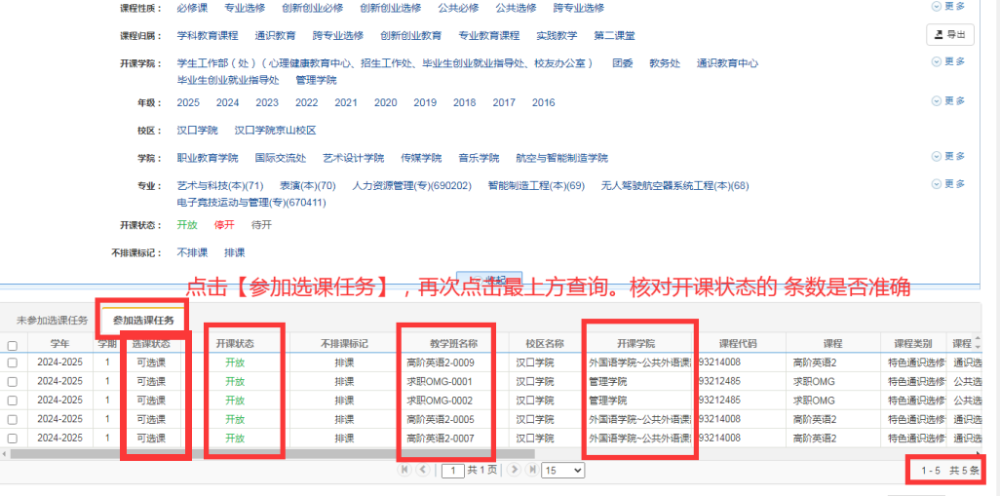 课程性质： 必修课 专业选修 创新创业必修 创新创业选修 公共必修 公共选修 跨专业选修 更多
课程归属： 学科教育课程 通识教育 跨专业选修 创新创业教育 专业教育课程 实践教学 第二课堂 导出
开课学院： 学生工作部（处）（心理健康教育中心、招生工作处、毕业生创业就业指导处、校友办公室） 团委 教务处 通识教育中心 更多
毕业生创业就业指导处 管理学院
年级： 2025 2024 2023 2022 2021 2020 2019 2018 2017 2016 更多
校区： 汉口学院 汉口学院京山校区
学院： 职业教育学院 国际交流处 艺术设计学院 传媒学院 音乐学院 航空与智能制造学院 更多
专业： 艺术与科技(本)(71) 表演(本)(70) 人力资源管理(专)(690202) 智能制造工程(本)(69) 无人驾驶航空器系统工程(本)(68) 更多
电子竞技运动与管理(专)(670411)
开课状态： 开放 停开 待开
不排课标记： 不排课 排课
收起
点击【参加选课任务】，再次点击最上方查询。核对开课状态的 条数是否准确
未参加选课任务 参加选课任务
学年 学期 选课状态 开课状态 不排课标记 教学班名称 校区名称 开课学院 课程代码 课程 课程类别 课程
2024-2025 1 可选课 开放 排课 高阶英语2-0009 汉口学院 外国语学院~公共外语课 93214008 高阶英语2 特色通识选修 通识选
2024-2025 1 可选课 开放 排课 求职OMG-0001 汉口学院 管理学院 93212485 求职OMG 特色通识选修 公共选
2024-2025 1 可选课 开放 排课 求职OMG-0002 汉口学院 管理学院 93212485 求职OMG 特色通识选修 公共选
2024-2025 1 可选课 开放 排课 高阶英语2-0005 汉口学院 外国语学院~公共外语课 93214008 高阶英语2 特色通识选修 通识选
2024-2025 1 可选课 开放 排课 高阶英语2-0007 汉口学院 外国语学院~公共外语课 93214008 高阶英语2 特色通识选修 通识选
1 共 1 页 15 1 - 5 共 5 条